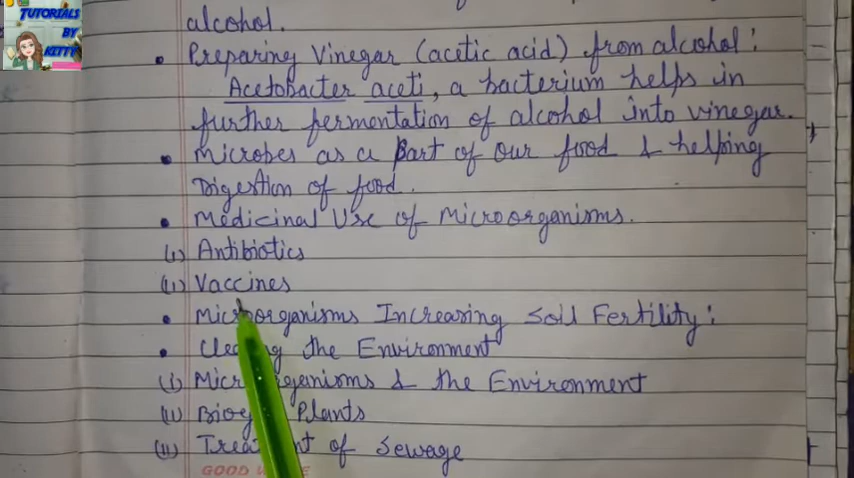 TUTORIALS
BY
KITTY
alcohol.
• Preparing Vinegar (acetic acid) from alcohol:
Acetobacter aceti, a bacterium helps in
further fermentation of alcohol into vinegar.
• Microbes as a Part of Our food & helping
Digestion of food.
• Medicinal Use of Microorganisms.
(i) Antibiotics
(ii) Vaccines
• Microorganisms Increasing Soil Fertility:
• the Environment
(i) & the Environment
(ii) Plants
(iii) of Sewage
GOOD